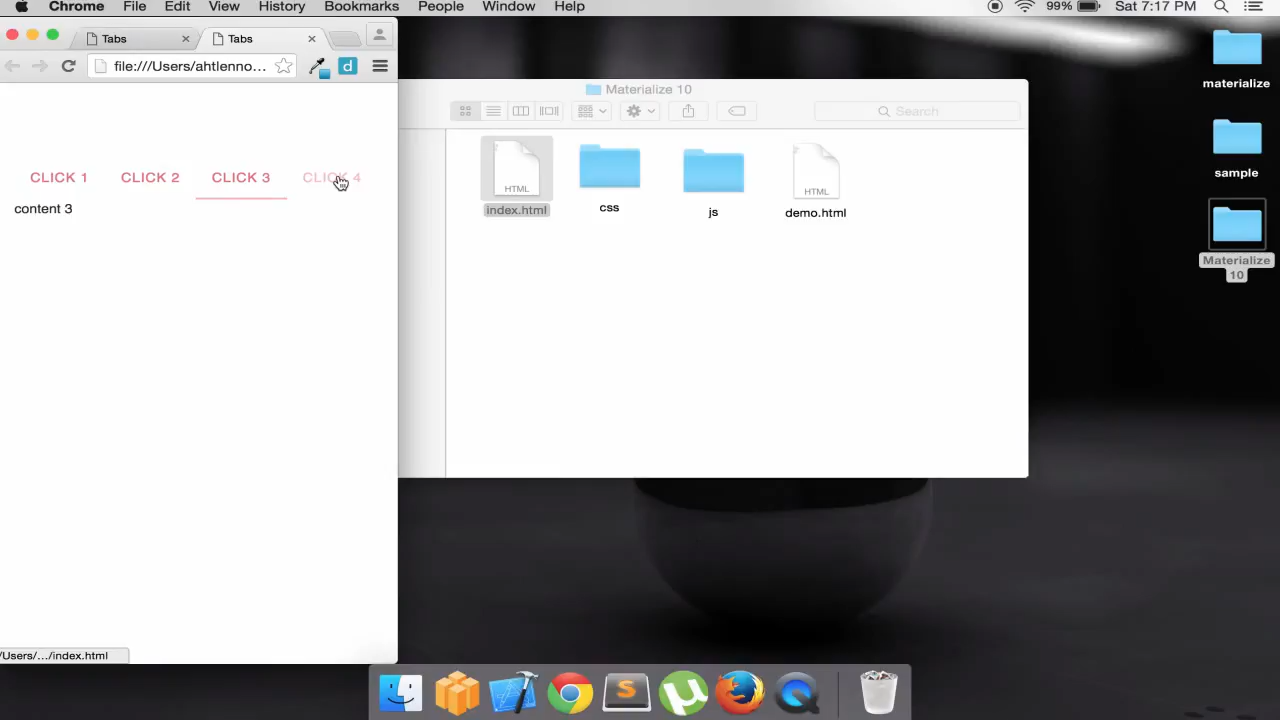 Chrome File Edit View History Bookmarks People Window Help 99% Sat 7:17 PM
Tabs Tabs
file:///Users/ahtlenno... d
CLICK 1 CLICK 2 CLICK 3 CLICK 4
content 3
/Users/.../index.html
Materialize 10
Search
HTML
index.html
css
js
HTML
demo.html
materialize
sample
Materialize
10
S